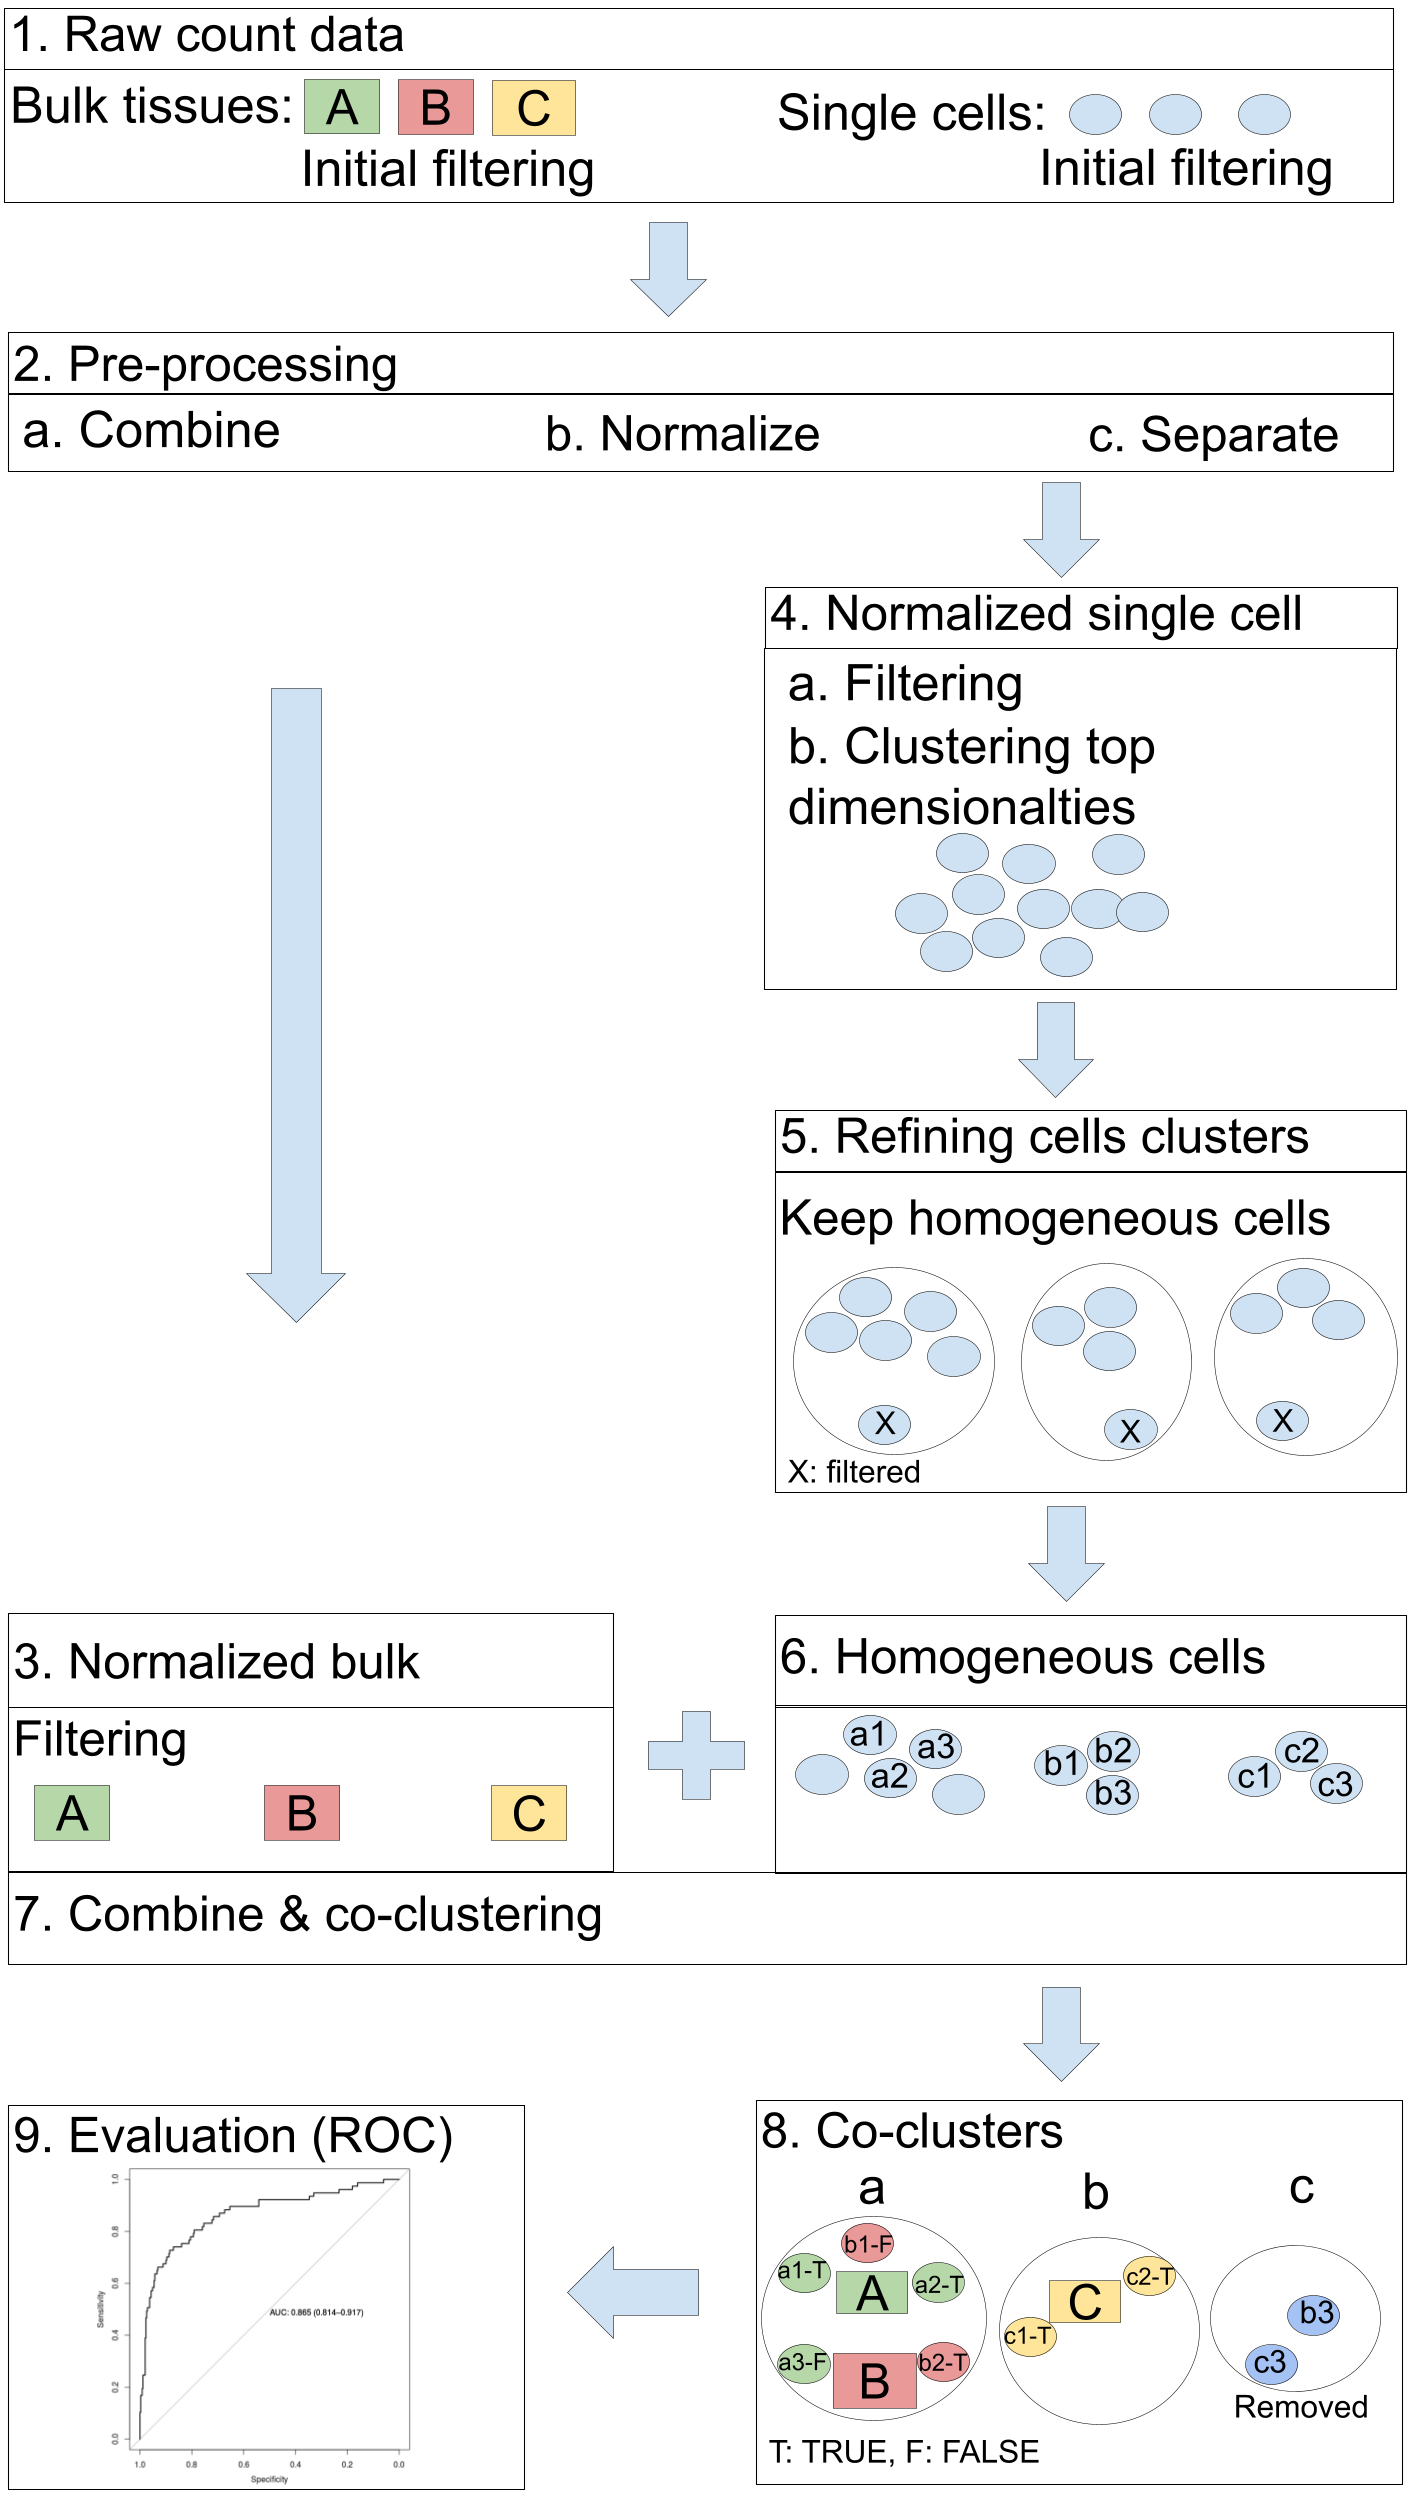 1. Raw count data
Bulk tissues: A B C
Single cells:
Initial filtering
Initial filtering
2. Pre-processing
a. Combine
b. Normalize
c. Separate
4. Normalized single cell
a. Filtering
b. Clustering top
dimensionalties
5. Refining cells clusters
Keep homogeneous cells
X
X
X
X: filtered
3. Normalized bulk
Filtering
A B C
6. Homogeneous cells
a1 a3 a2
b1 b2 b3
c1 c2 c3
7. Combine & co-clustering
8. Co-clusters
a b c
b1-F
a1-T A a2-T
a3-F B b2-T
c2-T
C
c1-T
b3
c3
Removed
T: TRUE, F: FALSE
9. Evaluation (ROC)
Sensitivity
1.0
0.8
0.6
0.4
0.2
0.0
AUC: 0.865 (0.814–0.917)
1.0 0.8 0.6 0.4 0.2 0.0
Specificity